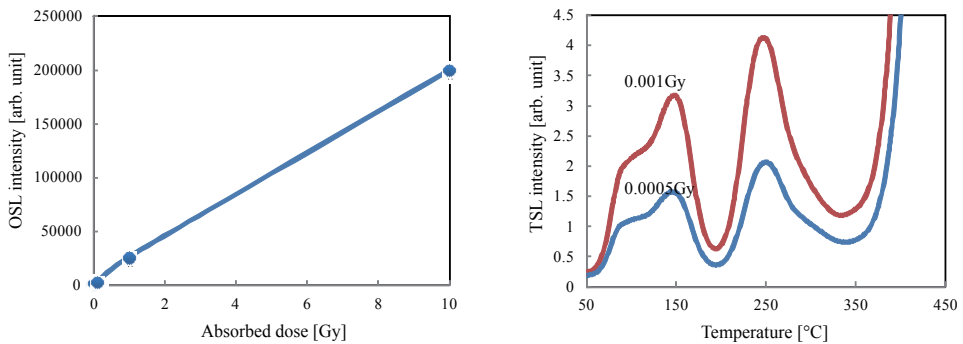 250000
200000
150000
100000
50000
0
0 2 4 6 8 10
OSL intensity [arb. unit]
Absorbed dose [Gy]
4.5
4
3.5
3
2.5
2
1.5
1
0.5
0
50 150 250 350 450
TSL intensity [arb. unit]
Temperature [°C]
0.001Gy
0.0005Gy